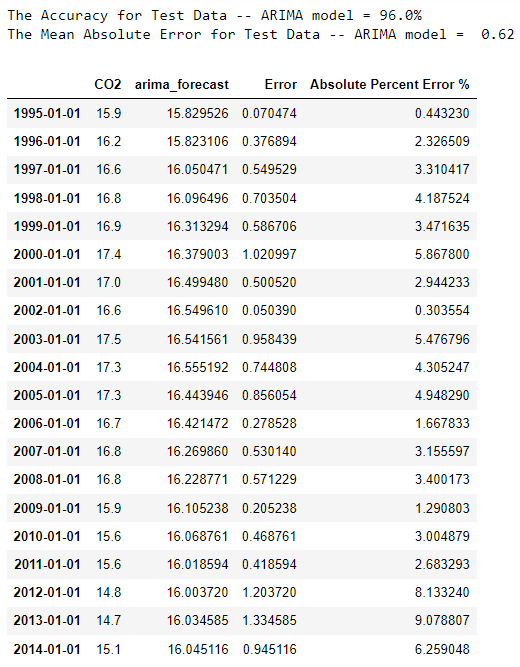 The Accuracy for Test Data -- ARIMA model = 96.0%
The Mean Absolute Error for Test Data -- ARIMA model =  0.62
CO2 arima_forecast Error Absolute Percent Error %
1995-01-01 15.9 15.829526 0.070474 0.443230
1996-01-01 16.2 15.823106 0.376894 2.326509
1997-01-01 16.6 16.050471 0.549529 3.310417
1998-01-01 16.8 16.096496 0.703504 4.187524
1999-01-01 16.9 16.313294 0.586706 3.471635
2000-01-01 17.4 16.379003 1.020997 5.867800
2001-01-01 17.0 16.499480 0.500520 2.944233
2002-01-01 16.6 16.549610 0.050390 0.303554
2003-01-01 17.5 16.541561 0.958439 5.476796
2004-01-01 17.3 16.555192 0.744808 4.305247
2005-01-01 17.3 16.443946 0.856054 4.948290
2006-01-01 16.7 16.421472 0.278528 1.667833
2007-01-01 16.8 16.269860 0.530140 3.155597
2008-01-01 16.8 16.228771 0.571229 3.400173
2009-01-01 15.9 16.105238 0.205238 1.290803
2010-01-01 15.6 16.068761 0.468761 3.004879
2011-01-01 15.6 16.018594 0.418594 2.683293
2012-01-01 14.8 16.003720 1.203720 8.133240
2013-01-01 14.7 16.034585 1.334585 9.078807
2014-01-01 15.1 16.045116 0.945116 6.259048